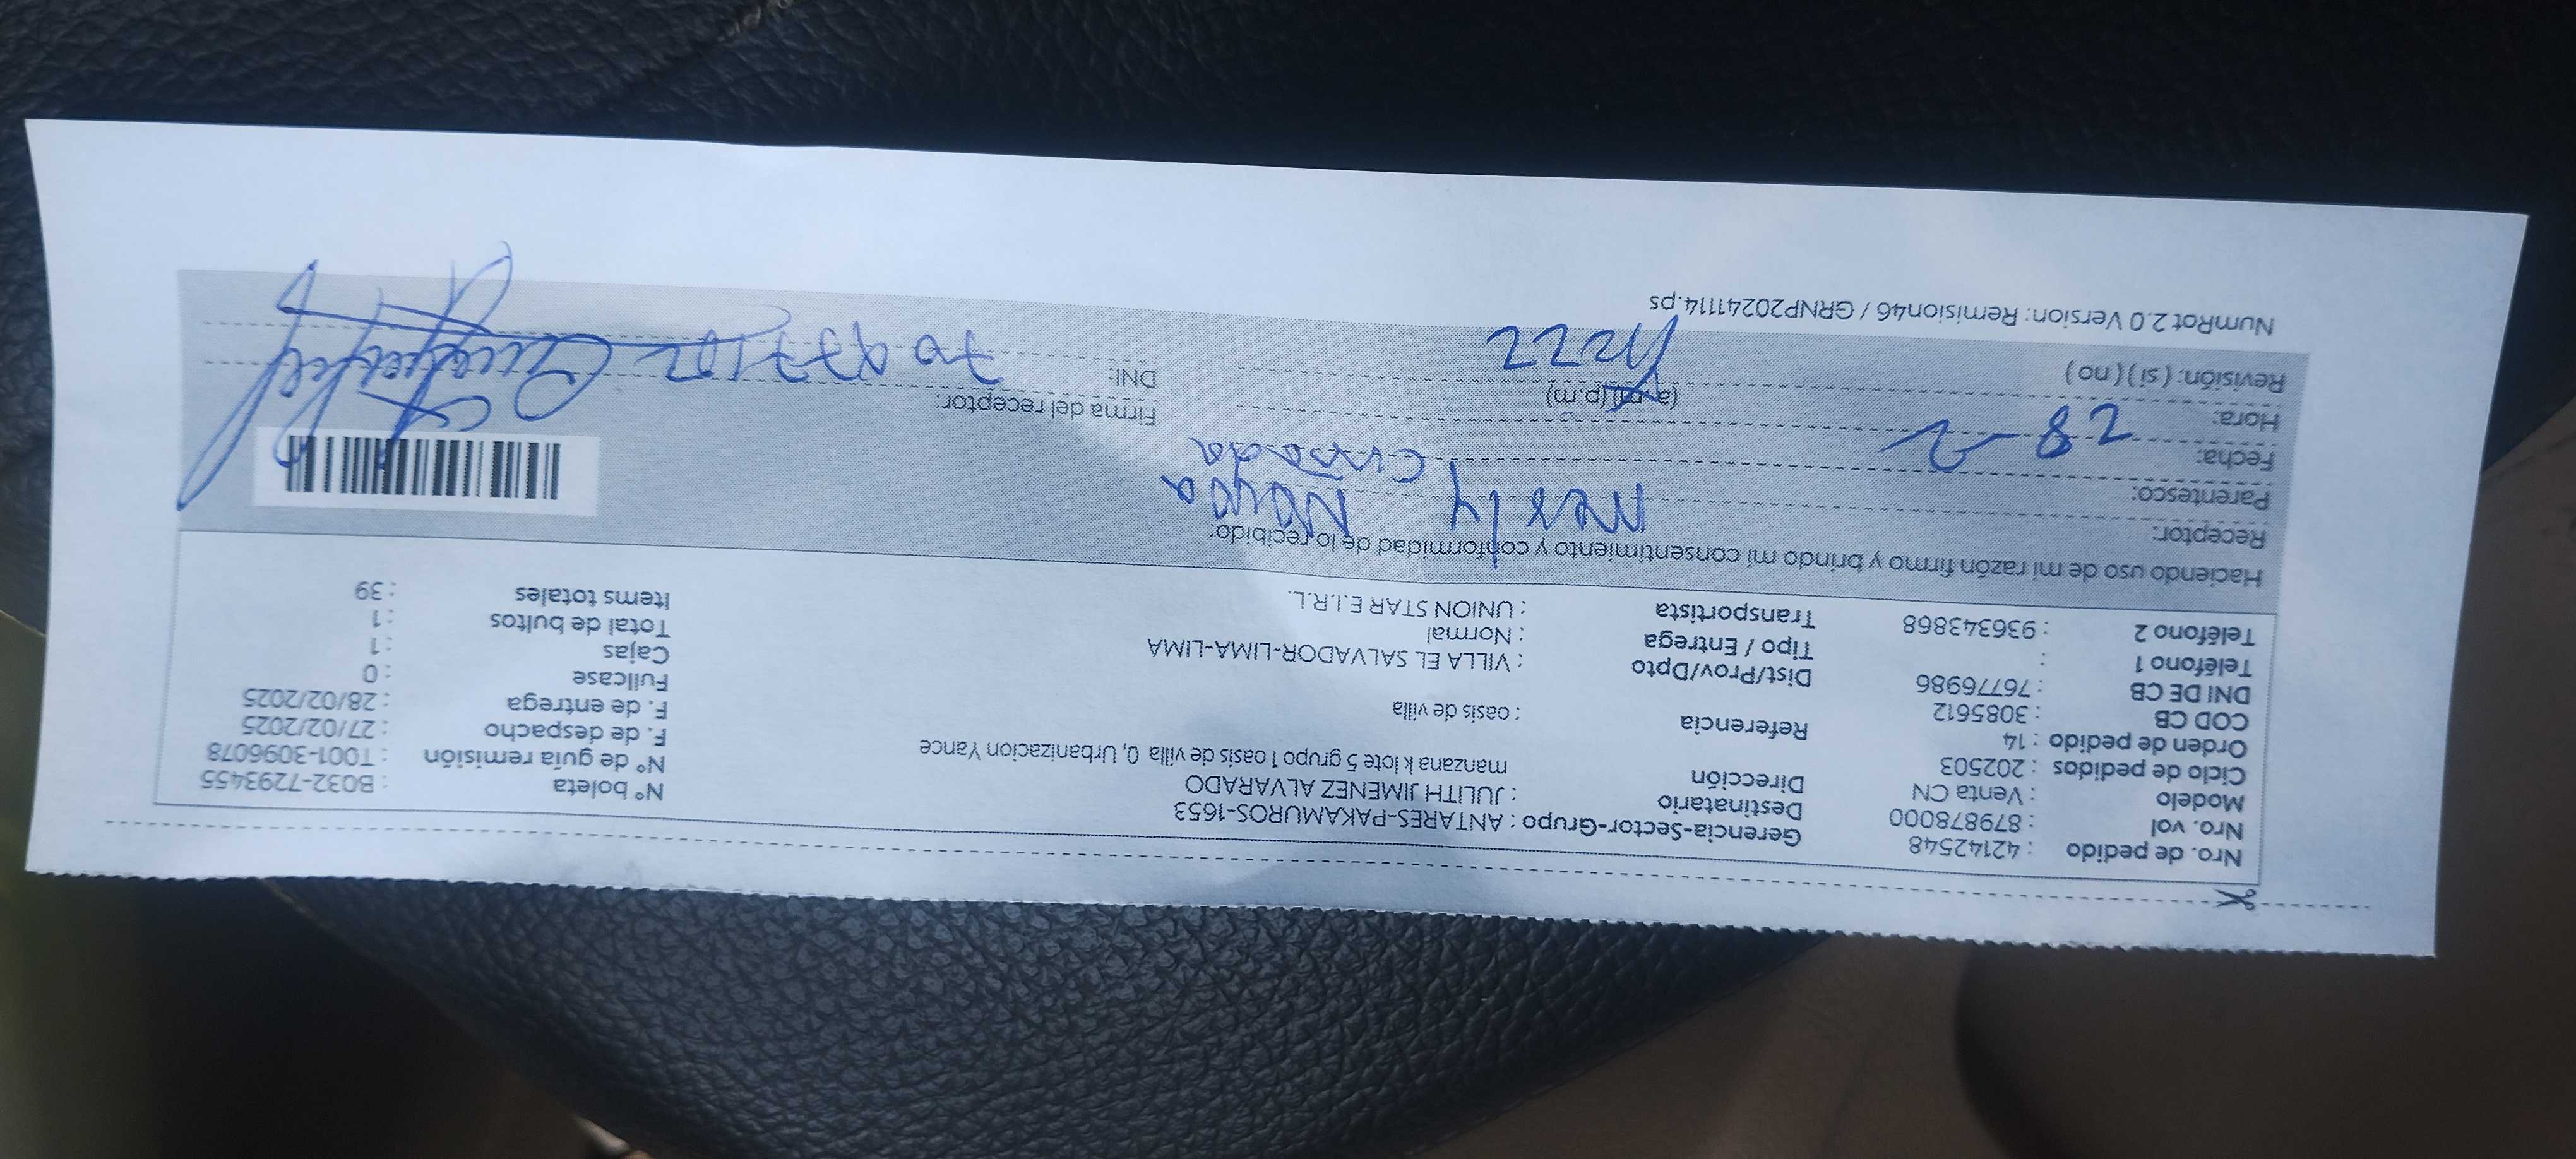 Nro. de pedido : 42142548 Gerencia-Sector-Grupo : ANTARES-PAKAMUROS-1653 N° boleta : B032-7293455
Nro. vol : 879878000 Destinatario : JULITH JIMENEZ ALVARADO N° de guía remisión : T001-3096078
Modelo : Venta CN Dirección manzana k lote 5 grupo 1 oasis de villa 0, Urbanizacion Yance F. de despacho : 27/02/2025
Ciclo de pedidos : 202503 F. de entrega : 28/02/2025
Orden de pedido : 14 Referencia : oasis de villa Fullcase : 0
COD CB : 3085612 Cajas : 1
DNI DE CB : 76776986 Dist/Prov/Dpto : VILLA EL SALVADOR-LIMA-LIMA Total de bultos : 1
Teléfono 1 : Tipo / Entrega : Normal Items totales : 39
Teléfono 2 : 936343868 Transportista : UNION STAR E.I.R.L.
Haciendo uso de mi razón firmo y brindo mi consentimiento y conformidad de lo recibido:
Receptor: Nesly
Parentesco: Cuñada
Fecha: 28-2 Firma del receptor:
Hora: (a.m)(p.m) DNI:
Revisión: ( si ) ( no )
NumRot 2.0 Version: Remision46 / GRNP20241114.ps